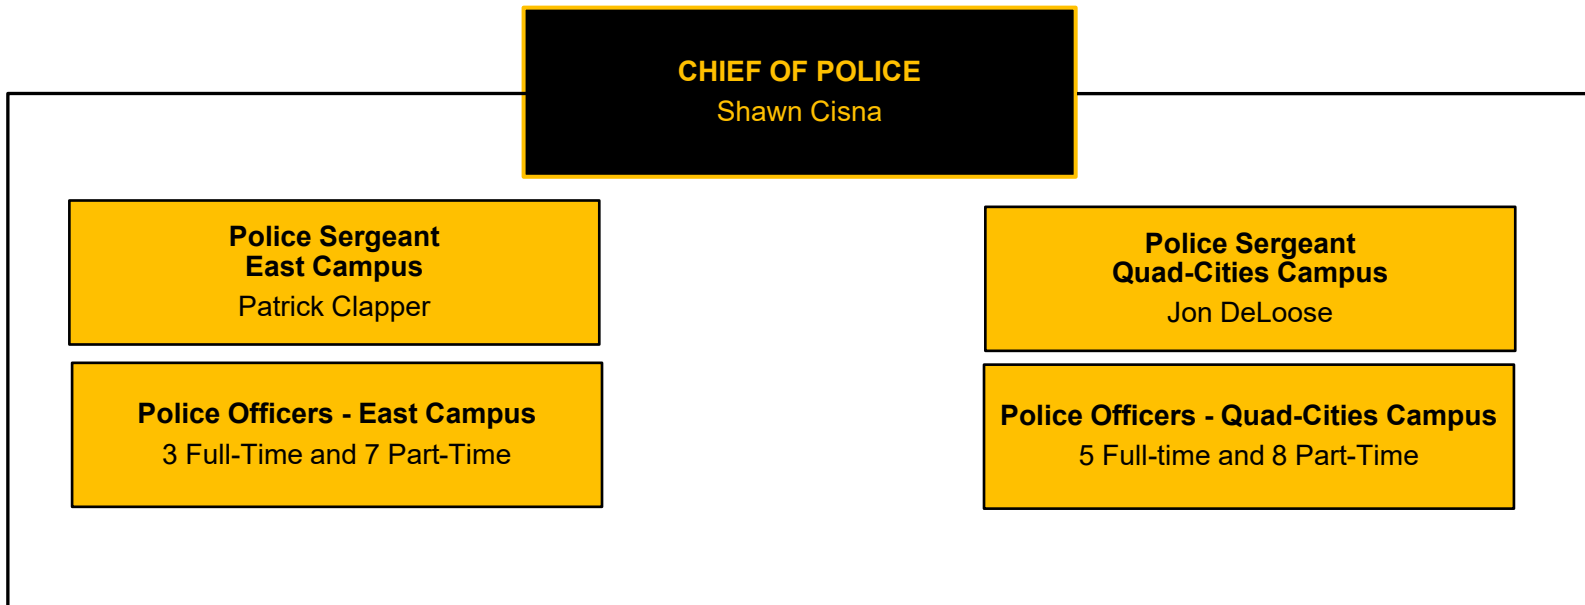 CHIEF OF POLICE
Shawn Cisna
Police Sergeant
East Campus
Patrick Clapper
Police Officers - East Campus
3 Full-Time and 7 Part-Time
Police Sergeant
Quad-Cities Campus
Jon DeLoose
Police Officers - Quad-Cities Campus
5 Full-time and 8 Part-Time